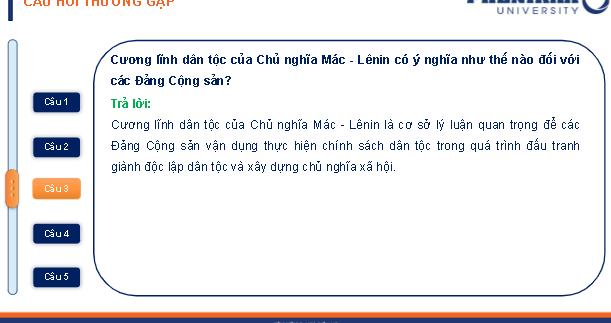 CÂU HỎI THƯỜNG GẶP
UNIVERSITY
Cương lĩnh dân tộc của Chủ nghĩa Mác - Lênin có ý nghĩa như thế nào đối với
các Đảng Cộng sản?
Trả lời:
Cương lĩnh dân tộc của Chủ nghĩa Mác - Lênin là cơ sở lý luận quan trọng để các
Đảng Cộng sản vận dụng thực hiện chính sách dân tộc trong quá trình đấu tranh
giành độc lập dân tộc và xây dựng chủ nghĩa xã hội.
Câu 1
Câu 2
Câu 3
Câu 4
Câu 5